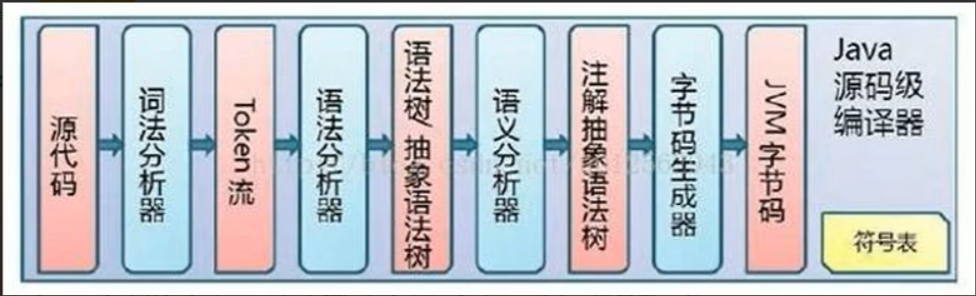 源代码
词法分析器
Token流
语法分析器
语法树/抽象语法树
语义分析器
注解抽象语法树
字节码生成器
JVM字节码
Java
源码级
编译器
符号表